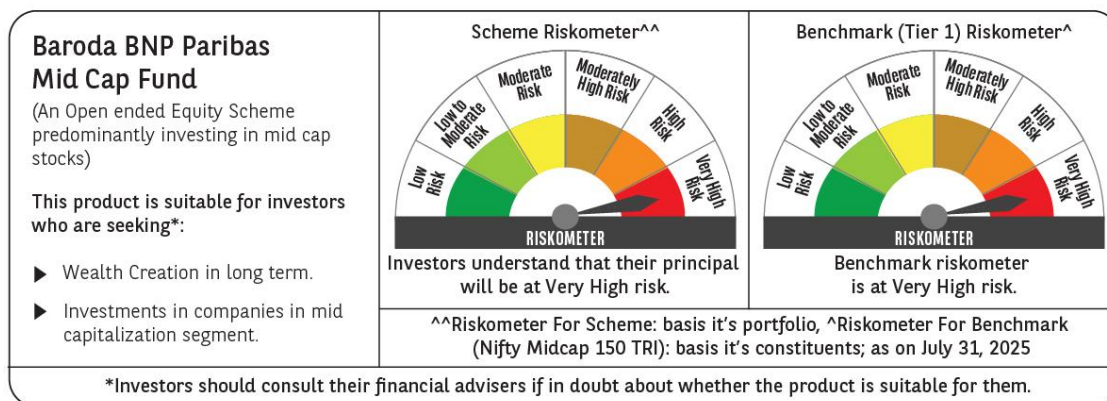 Baroda BNP Paribas
Mid Cap Fund
(An Open ended Equity Scheme
predominantly investing in mid cap
stocks)
This product is suitable for investors
who are seeking*:
▶ Wealth Creation in long term.
▶ Investments in companies in mid
capitalization segment.
Scheme Riskometer^^
Low
Risk
Low to
Moderate
Risk
Moderate
Risk
Moderately
High Risk
High
Risk
Very High
Risk
RISKOMETER
Investors understand that their principal
will be at Very High risk.
Benchmark (Tier 1) Riskometer^
Low
Risk
Low to
Moderate
Risk
Moderate
Risk
Moderately
High Risk
High
Risk
Very High
Risk
RISKOMETER
Benchmark riskometer
is at Very High risk.
^^Riskometer For Scheme: basis it's portfolio, ^Riskometer For Benchmark
(Nifty Midcap 150 TRI): basis it's constituents; as on July 31, 2025
*Investors should consult their financial advisers if in doubt about whether the product is suitable for them.